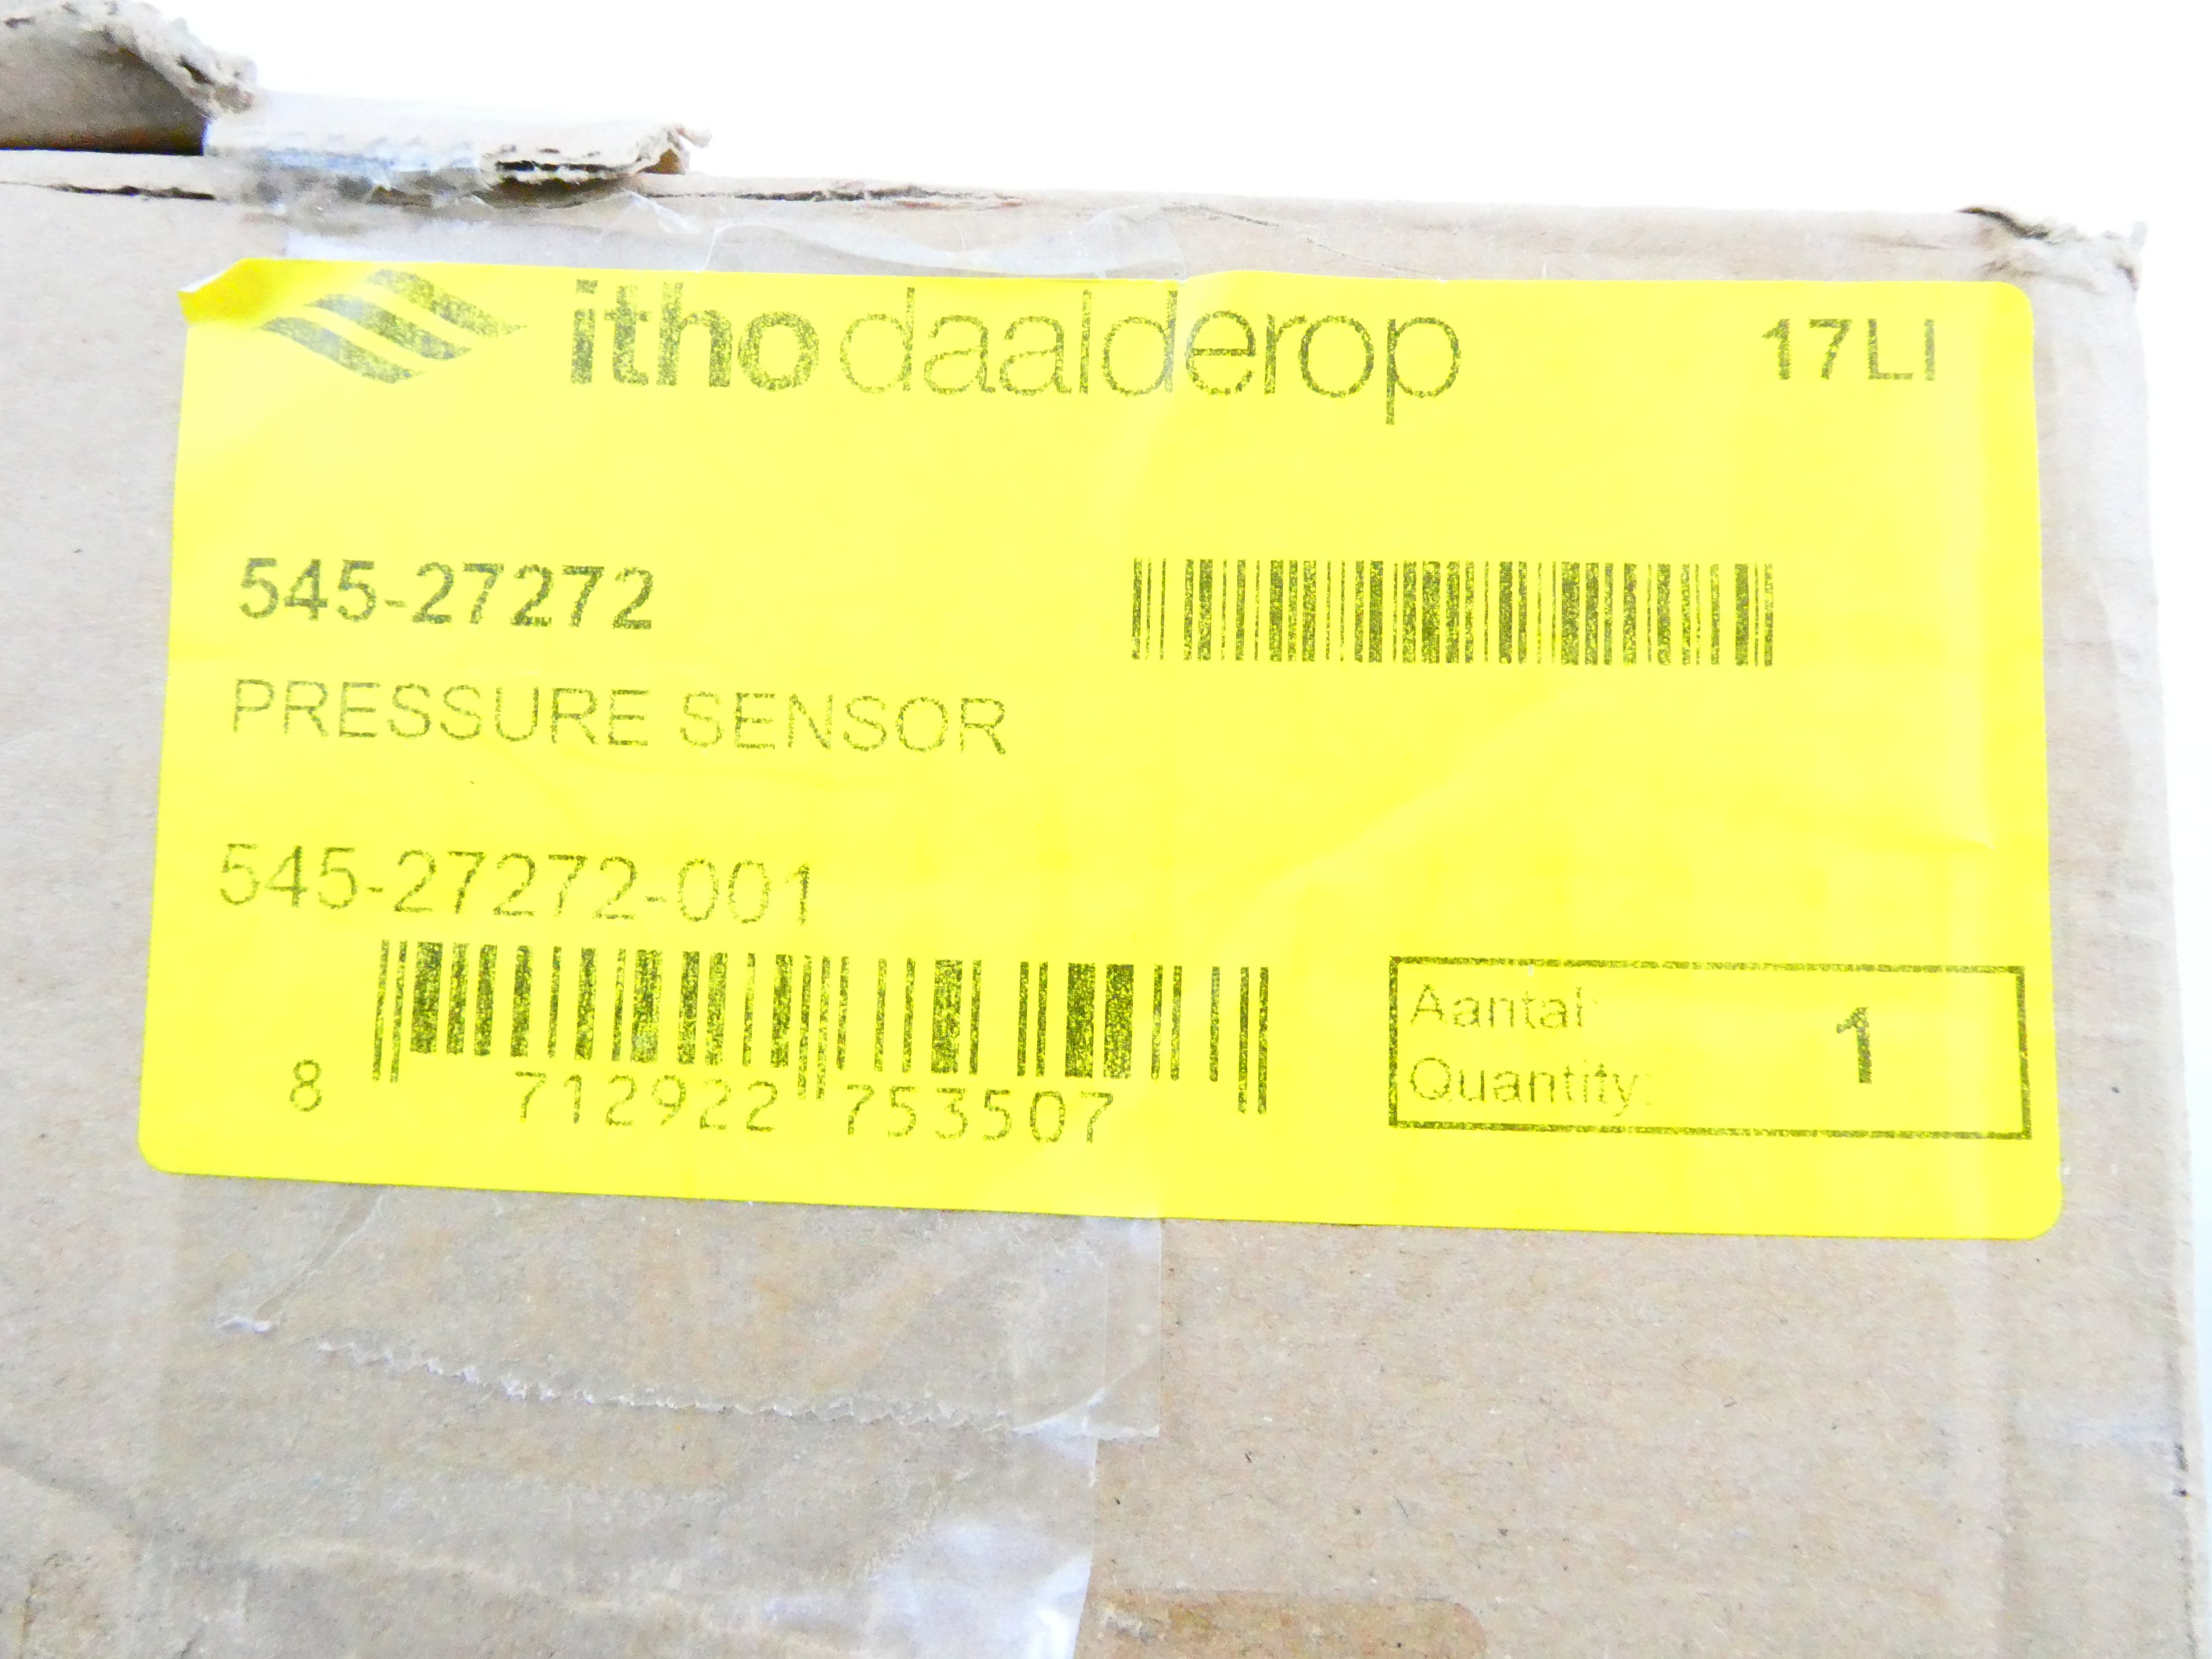 itho daalderop 17LI
545-27272
PRESSURE SENSOR
545-27272-001
8 712922 753507
Aantal: 1
Quantity: